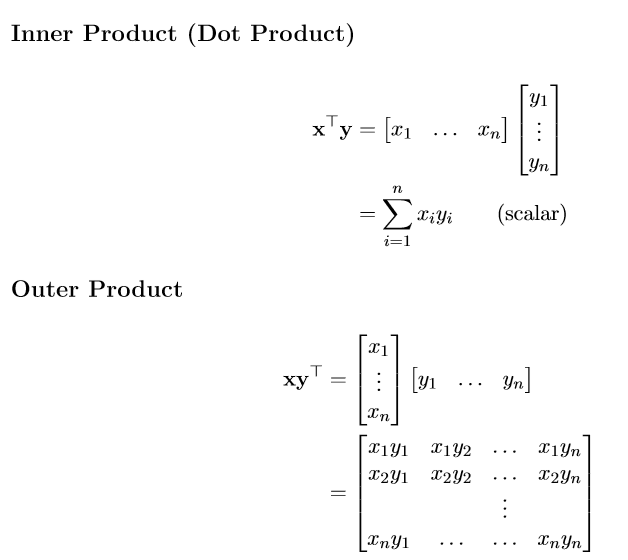 Inner Product (Dot Product)
x⊤y = [x1 … xn] [y1 ⋮ yn]
= ∑_{i=1}^{n} xiyi (scalar)
Outer Product
xy⊤ = [x1 ⋮ xn] [y1 … yn]
= [x1y1 x1y2 … x1yn
x2y1 x2y2 … x2yn
⋮
xny1 … … xnyn]